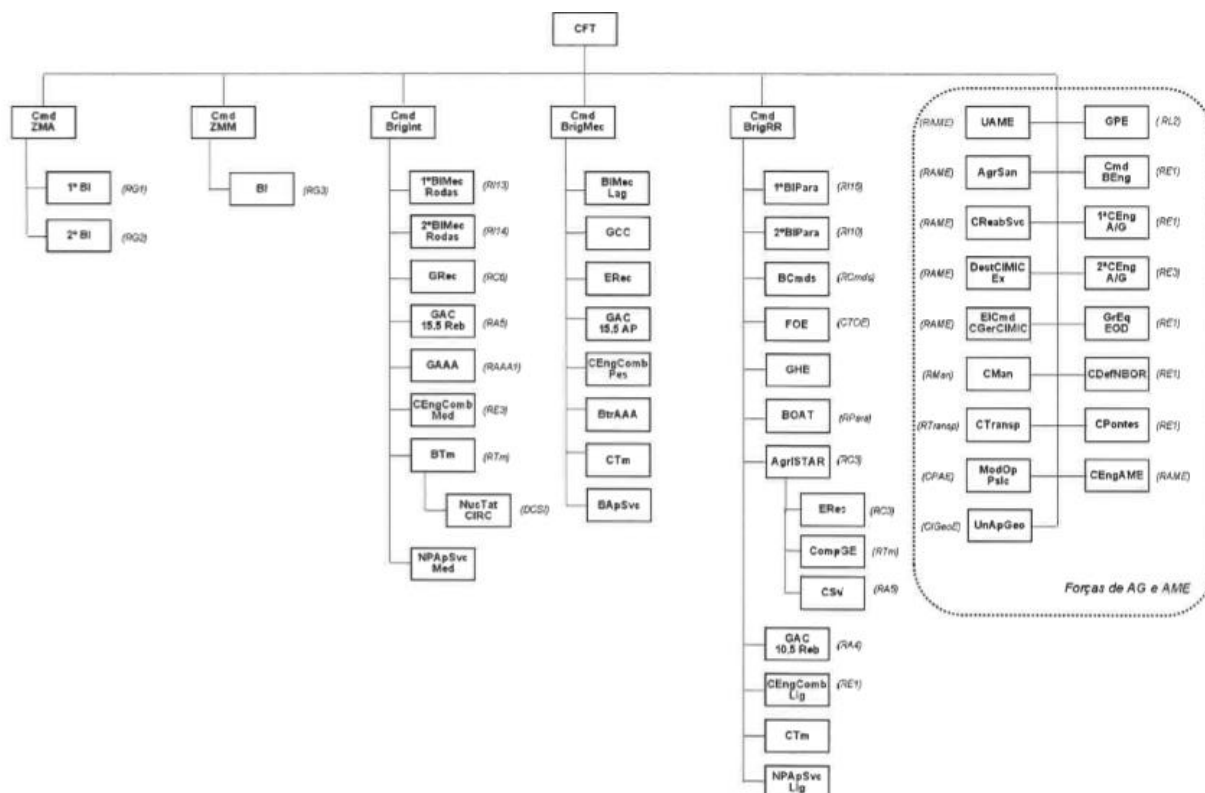 CFT
Cmd
ZMA
1º BI (RG1)
2º BI (RG2)
Cmd
ZMM
BI (RG3)
Cmd
BrigInt
1ºBIMec
Rodas (RI13)
2ºBIMec
Rodas (RI14)
GRec (RC6)
GAC
15,5 Reb (RA5)
GAAA (RAAA1)
CEngComb
Med (RE3)
BTm (RTm)
NucTat
CIRC (DCSI)
NPApSvc
Med
Cmd
BrigMec
BIMec
Lag
GCC
ERec
GAC
15,5 AP
CEngComb
Pes
BtrAAA
CTm
BApSvc
Cmd
BrigRR
1ºBIPara (RI15)
2ºBIPara (RI10)
BCmds (RCmds)
FOE (CTOE)
GHE
BOAT (RPara)
AgrISTAR (RC3)
ERec (RC3)
CompGE (RTm)
(RA5)
GAC
10,5 Reb (RA4)
CEngComb
Lig (RE1)
CTm
NPApSvc
Lig
(RAME) UAME
GPE (RL2)
(RAME) AgrSan
Cmd
BEng (RE1)
(RAME) CReabSvc
1ªCEng
A/G (RE1)
(RAME) DestCIMIC
Ex
2ªCEng
A/G (RE3)
(RAME) ElCmd
CGerCIMIC
GrEq
EOD (RE1)
(RMan) CMan
CDefNBQR (RE1)
(RTransp) CTransp
CPontes (RE1)
(CPAE) ModOp
Psic
CEngAME (RAME)
(CIGeoE) UnApGeo
Forças de AG e AME